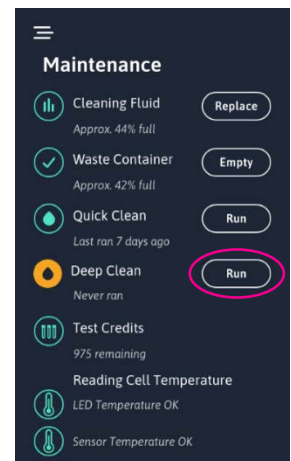 Maintenance
Cleaning Fluid Replace
Approx. 44% full
Waste Container Empty
Approx. 42% full
Quick Clean Run
Last ran 7 days ago
Deep Clean Run
Never ran
Test Credits
975 remaining
Reading Cell Temperature
LED Temperature OK
Sensor Temperature OK